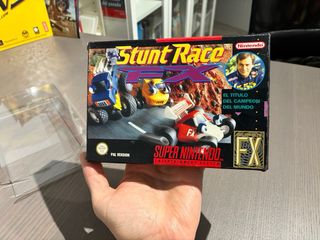 Stunt Race
FX
Nintendo
EL TITULO
DEL CAMPEON
DEL MUNDO
PAL VERSION
SUPER NINTENDO
ENTERTAINMENT SYSTEM
FX